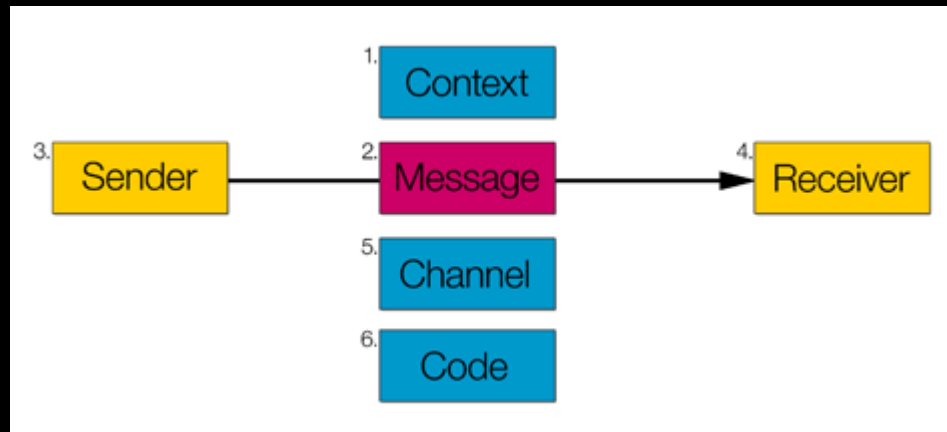 1. Context
3. Sender
2. Message
4. Receiver
5. Channel
6. Code